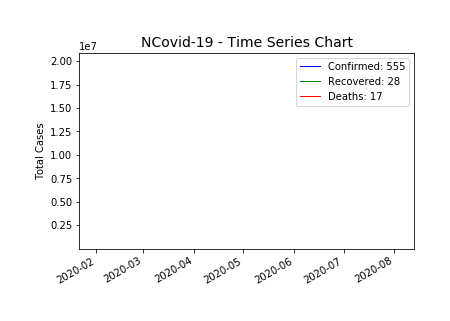 NCovid-19 - Time Series Chart
1e7
2.00
1.75
1.50
1.25
1.00
0.75
0.50
0.25
Total Cases
Confirmed: 555
Recovered: 28
Deaths: 17
2020-02
2020-03
2020-04
2020-05
2020-06
2020-07
2020-08